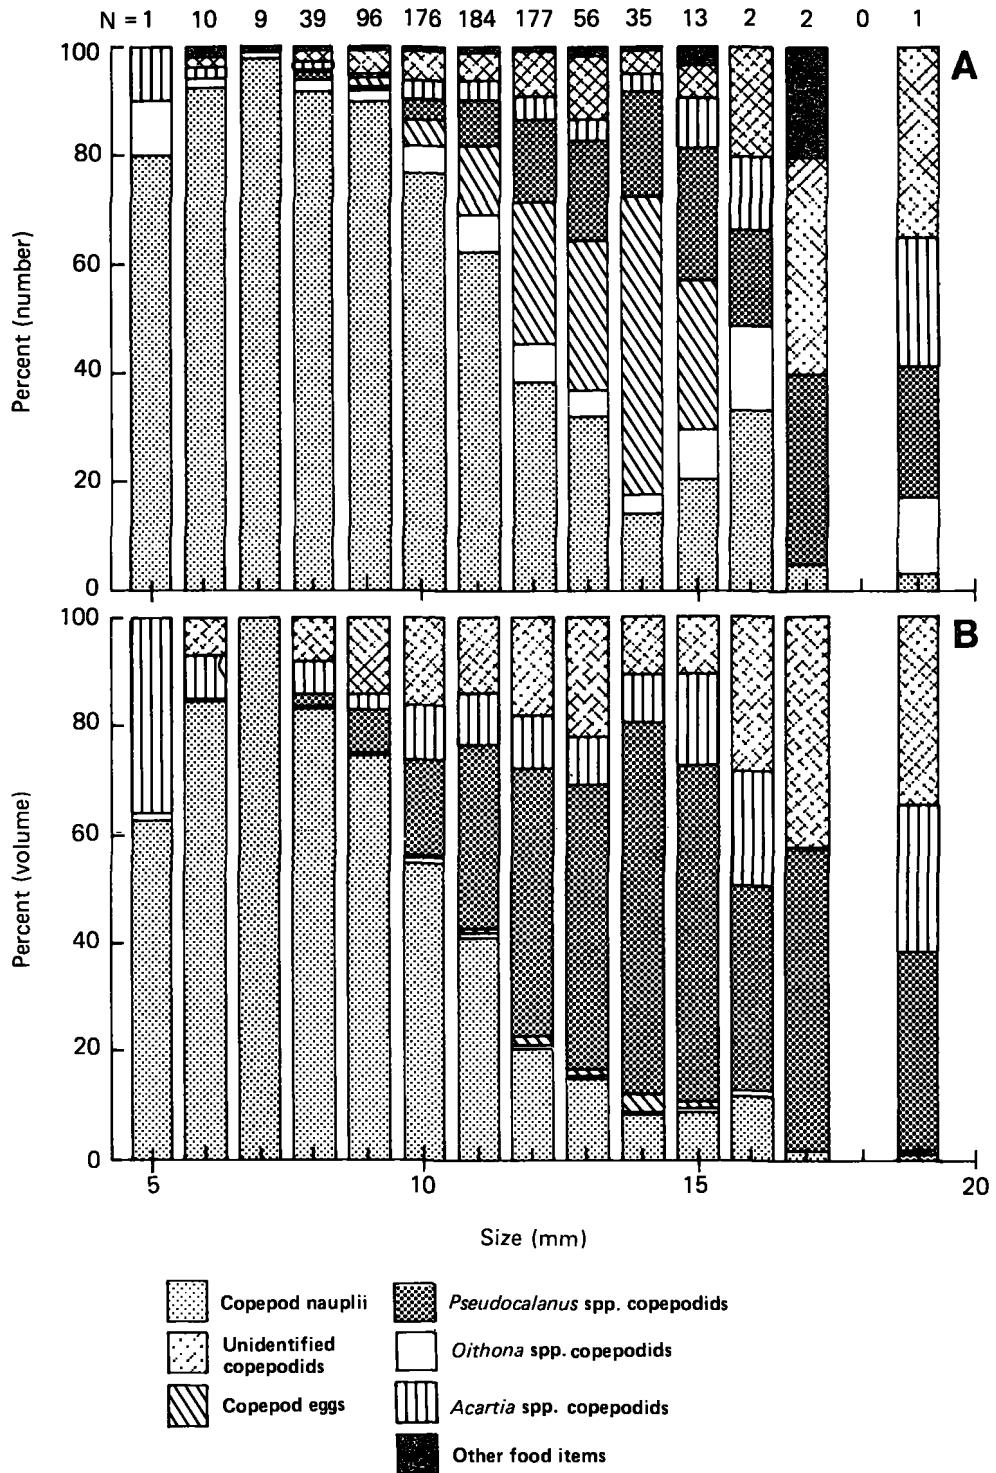 N = 1 10 9 39 96 176 184 177 56 35 13 2 2 0 1
A
100
80
60
40
20
0
Percent (number)
B
100
80
60
40
20
0
Percent (volume)
5 10 15 20
Size (mm)
Copepod nauplii
Unidentified
copepodids
Copepod eggs
Pseudocalanus spp. copepodids
Oithona spp. copepodids
Acartia spp. copepodids
Other food items